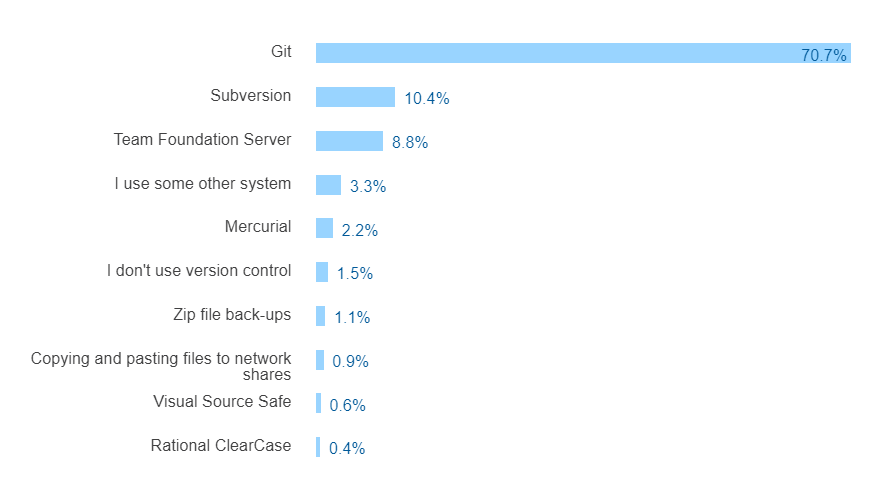 Git 70.7%
Subversion 10.4%
Team Foundation Server 8.8%
I use some other system 3.3%
Mercurial 2.2%
I don't use version control 1.5%
Zip file back-ups 1.1%
Copying and pasting files to network 0.9%
shares
Visual Source Safe 0.6%
Rational ClearCase 0.4%